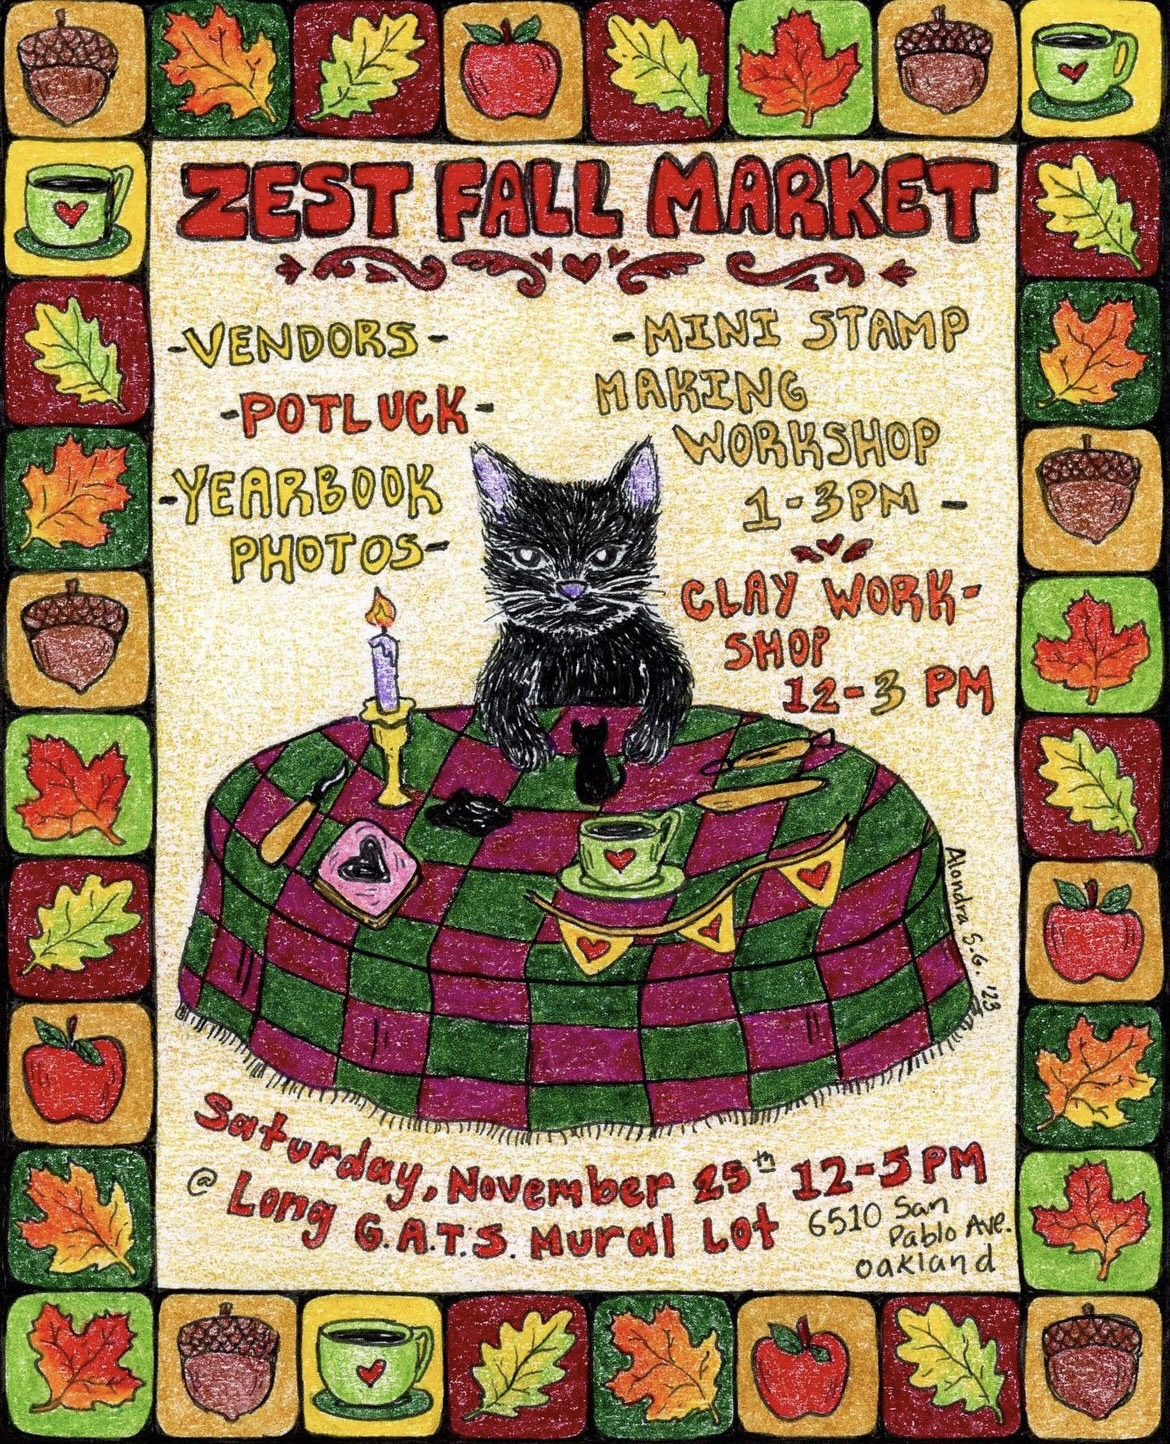 ZEST FALL MARKET
-VENDORS-
-POTLUCK-
-YEARBOOK
PHOTOS-
-MINI STAMP
MAKING
WORKSHOP
1-3PM -
CLAY WORK-
SHOP
12-3 PM
Alondra S.G. '23
Saturday, November 25th 12-5PM
@ Long G.A.T.S. Mural Lot
6510 San
Pablo Ave.
Oakland